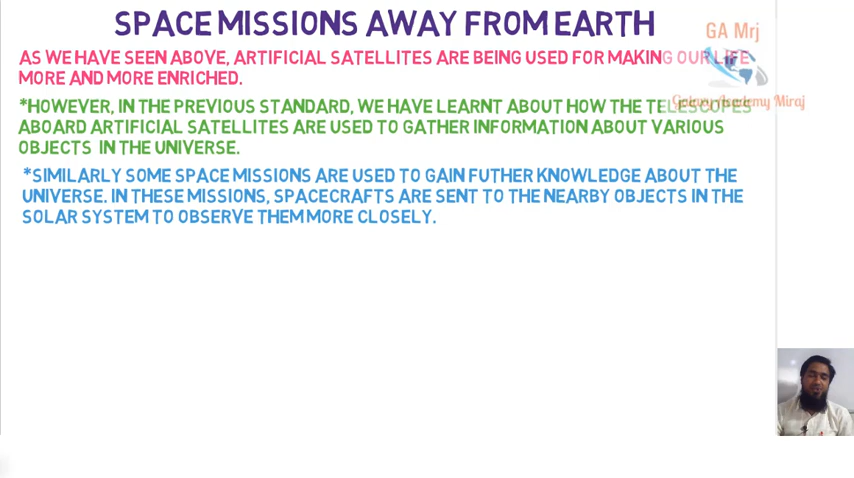 SPACE MISSIONS AWAY FROM EARTH
GA Mrj
AS WE HAVE SEEN ABOVE, ARTIFICIAL SATELLITES ARE BEING USED FOR MAKING OUR LIFE
MORE AND MORE ENRICHED.
*HOWEVER, IN THE PREVIOUS STANDARD, WE HAVE LEARNT ABOUT HOW THE TELESCOPES
Galaxy Academy Miraj
ABOARD ARTIFICIAL SATELLITES ARE USED TO GATHER INFORMATION ABOUT VARIOUS
OBJECTS IN THE UNIVERSE.
*SIMILARLY SOME SPACE MISSIONS ARE USED TO GAIN FUTHER KNOWLEDGE ABOUT THE
UNIVERSE. IN THESE MISSIONS, SPACECRAFTS ARE SENT TO THE NEARBY OBJECTS IN THE
SOLAR SYSTEM TO OBSERVE THEM MORE CLOSELY.